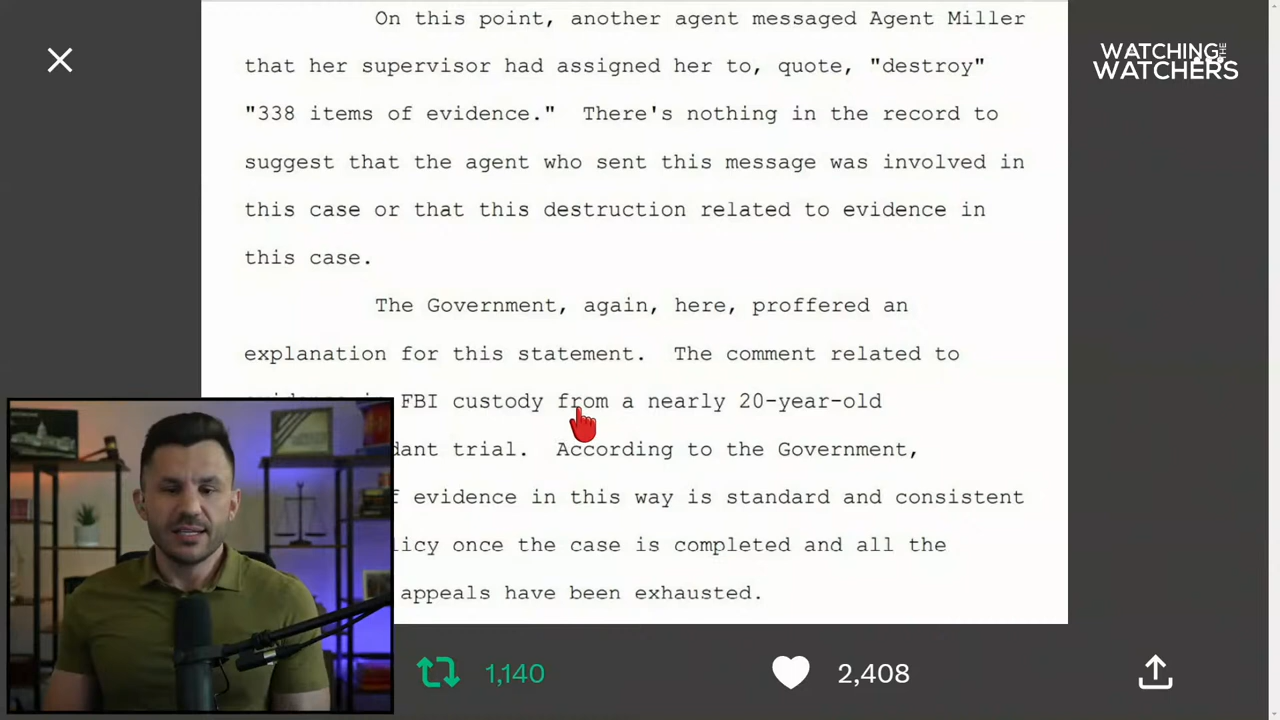 On this point, another agent messaged Agent Miller
that her supervisor had assigned her to, quote, "destroy"
"338 items of evidence." There's nothing in the record to
suggest that the agent who sent this message was involved in
this case or that this destruction related to evidence in
this case.
The Government, again, here, proffered an
explanation for this statement. The comment related to
FBI custody from a nearly 20-year-old
dant trial. According to the Government,
evidence in this way is standard and consistent
licy once the case is completed and all the
appeals have been exhausted.
WATCHING THE
WATCHERS
1,140
2,408